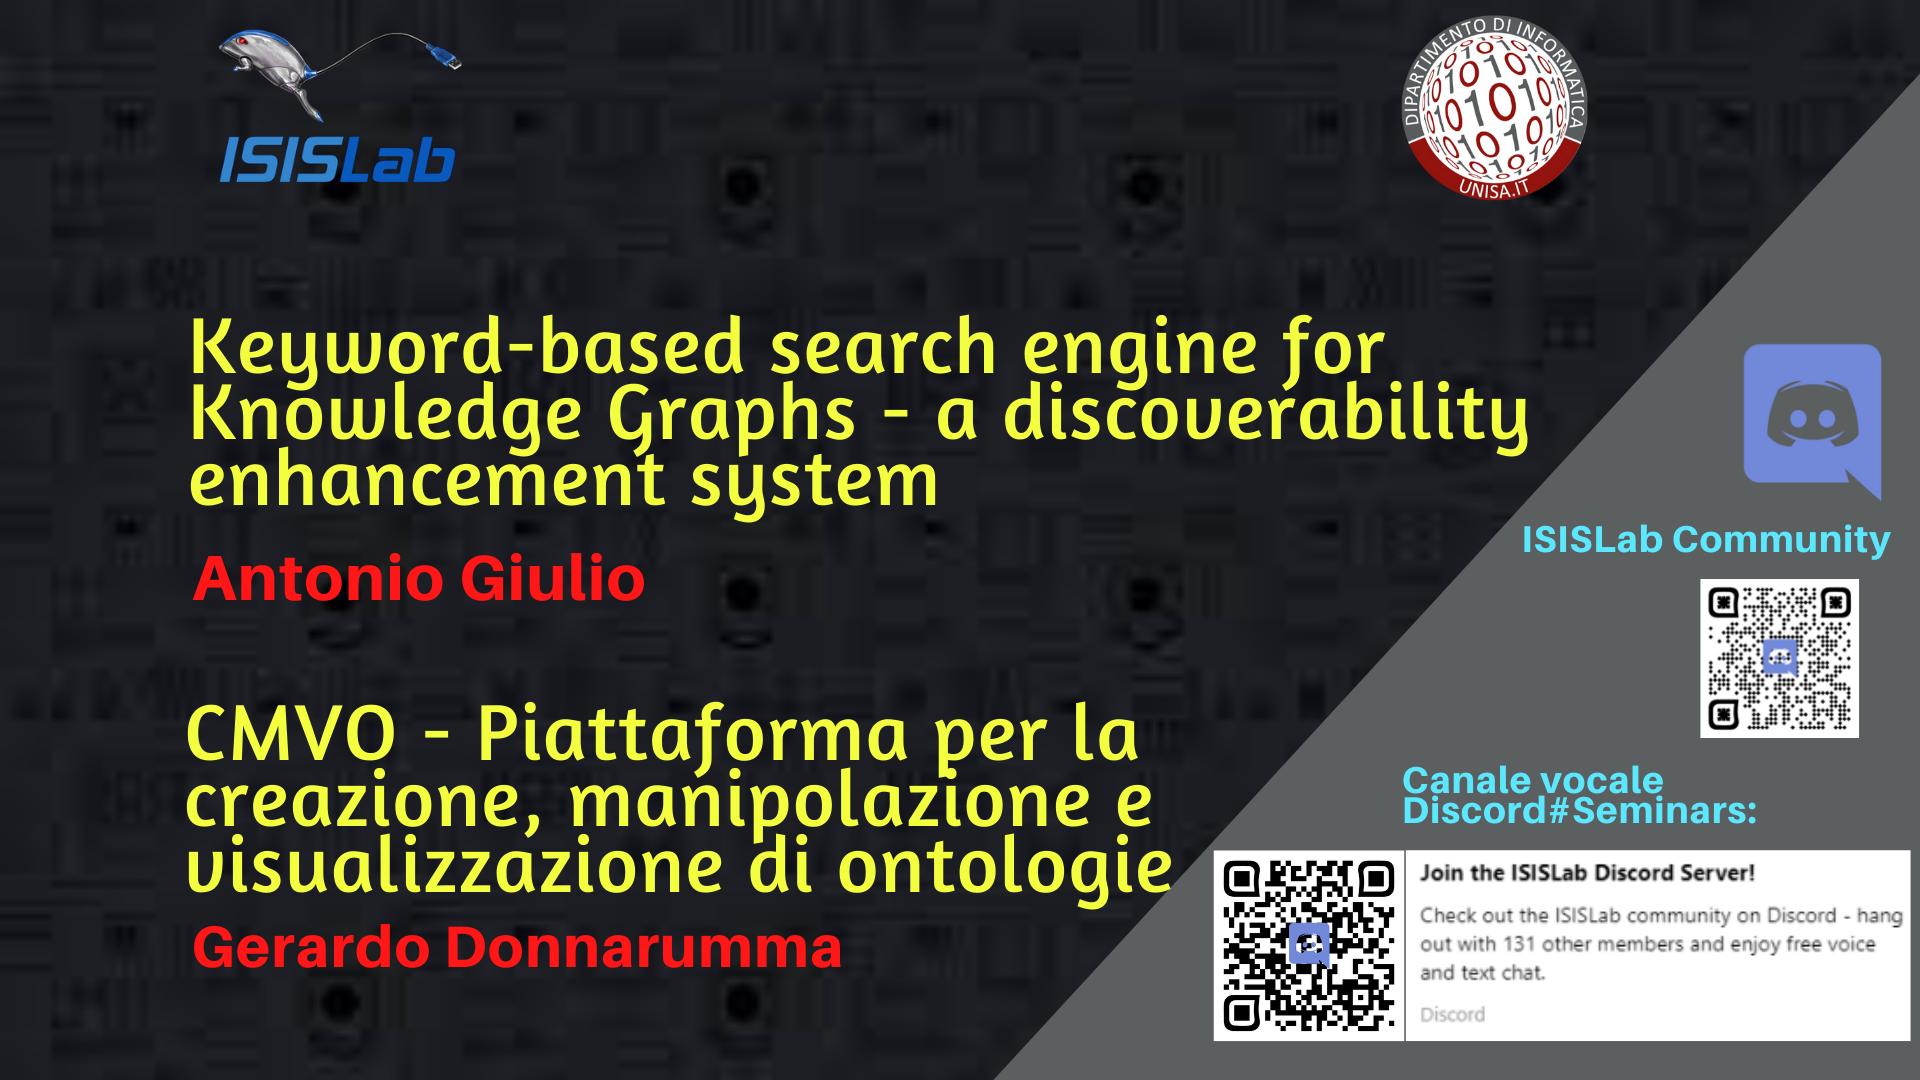 ISISLab
DIPARTIMENTO DI INFORMATICA
UNISA.IT
Keyword-based search engine for
Knowledge Graphs - a discoverability
enhancement system
Antonio Giulio
CMVO - Piattaforma per la
creazione, manipolazione e
visualizzazione di ontologie
Gerardo Donnarumma
ISISLab Community
Canale vocale
Discord#Seminars:
Join the ISISLab Discord Server!
Check out the ISISLab community on Discord - hang
out with 131 other members and enjoy free voice
and text chat.
Discord